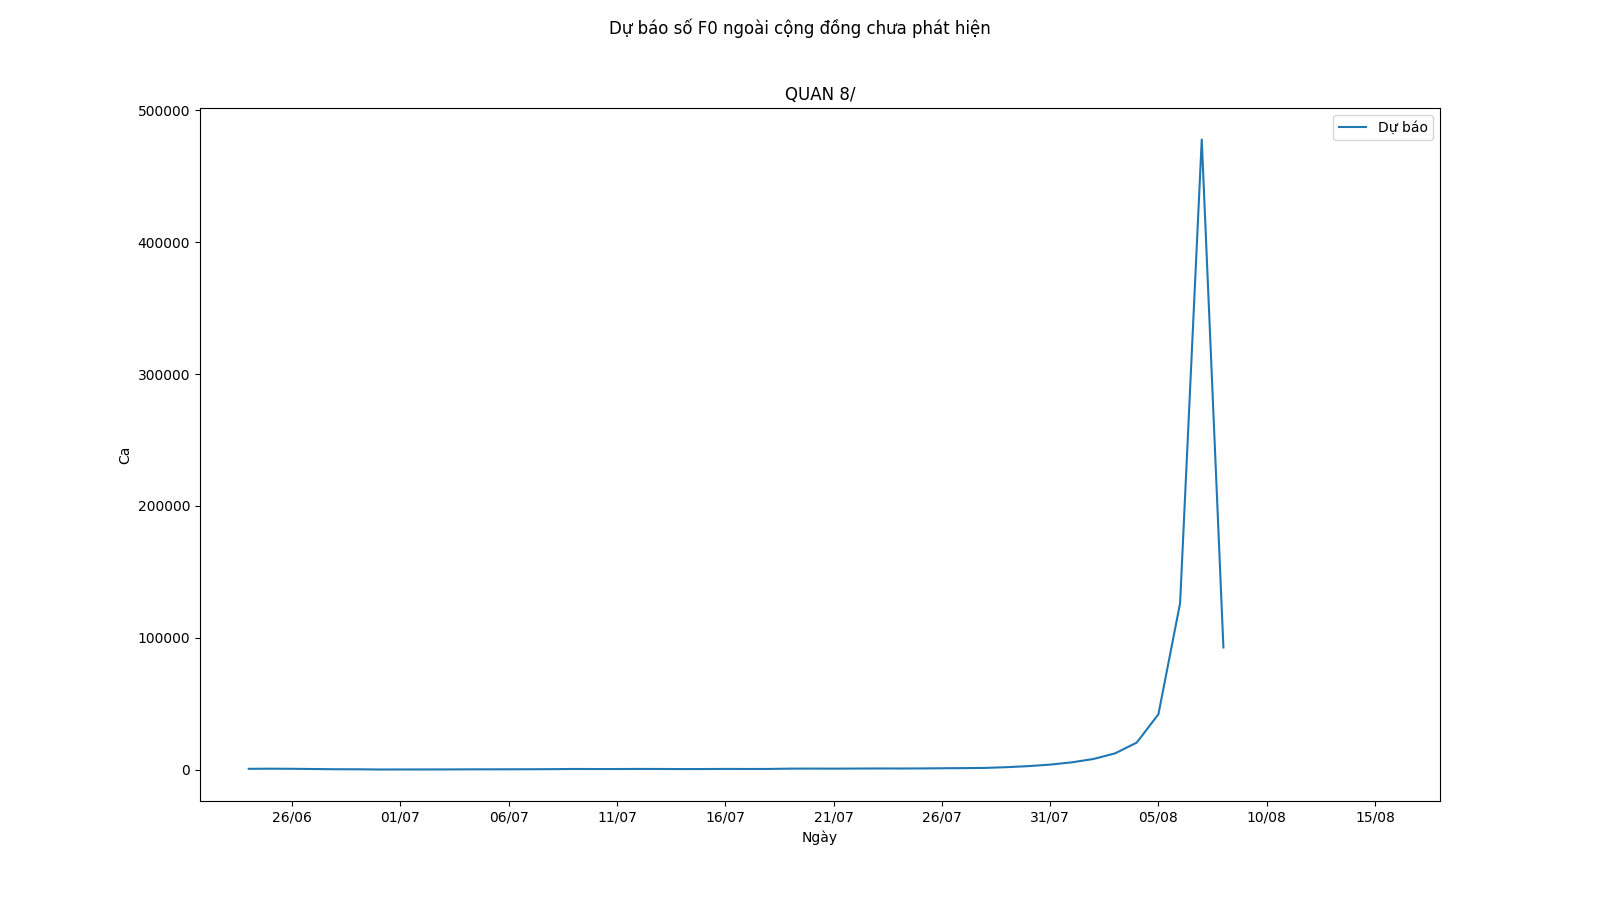 Dự báo số F0 ngoài cộng đồng chưa phát hiện
QUAN 8/
500000
400000
300000
200000
100000
0
Ca
Dự báo
26/06 01/07 06/07 11/07 16/07 21/07 26/07 31/07 05/08 10/08 15/08
Ngày